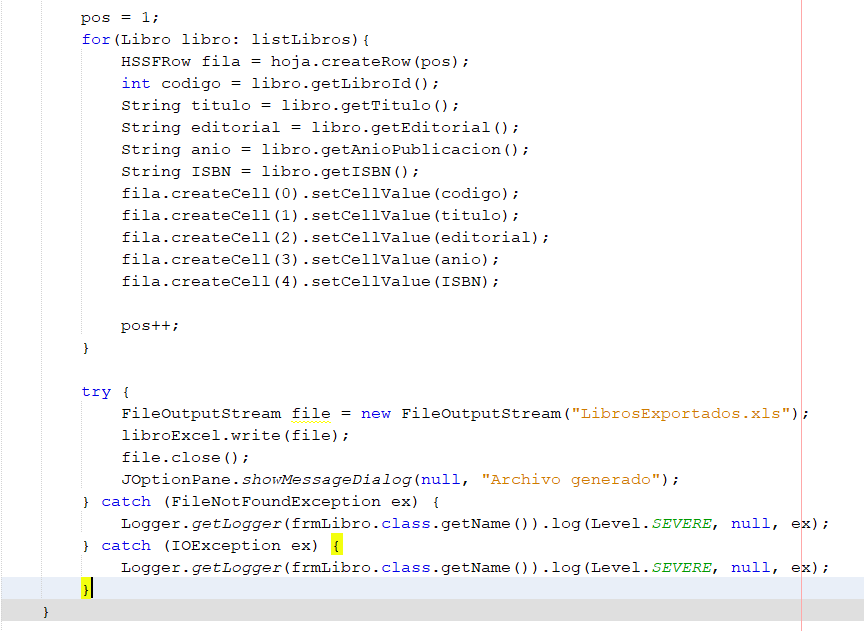 pos = 1;
for(Libro libro: listLibros){
HSSFRow fila = hoja.createRow(pos);
int codigo = libro.getLibroId();
String titulo = libro.getTitulo();
String editorial = libro.getEditorial();
String anio = libro.getAnioPublicacion();
String ISBN = libro.getISBN();
fila.createCell(0).setCellValue(codigo);
fila.createCell(1).setCellValue(titulo);
fila.createCell(2).setCellValue(editorial);
fila.createCell(3).setCellValue(anio);
fila.createCell(4).setCellValue(ISBN);
pos++;
}
try {
FileOutputStream file = new FileOutputStream("LibrosExportados.xls");
libroExcel.write(file);
file.close();
JOptionPane.showMessageDialog(null, "Archivo generado");
} catch (FileNotFoundException ex) {
Logger.getLogger(frmLibro.class.getName()).log(Level.SEVERE, null, ex);
} catch (IOException ex) {
Logger.getLogger(frmLibro.class.getName()).log(Level.SEVERE, null, ex);
}
}